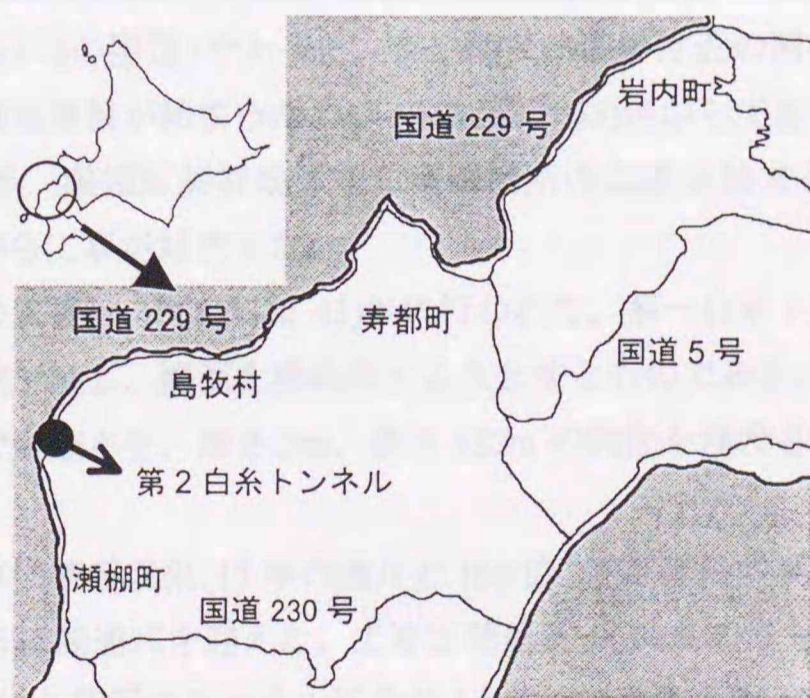 岩内町
国道 229 号
国道 229 号
寿都町
国道 5 号
島牧村
第 2 白糸トンネル
瀬棚町
国道 230 号